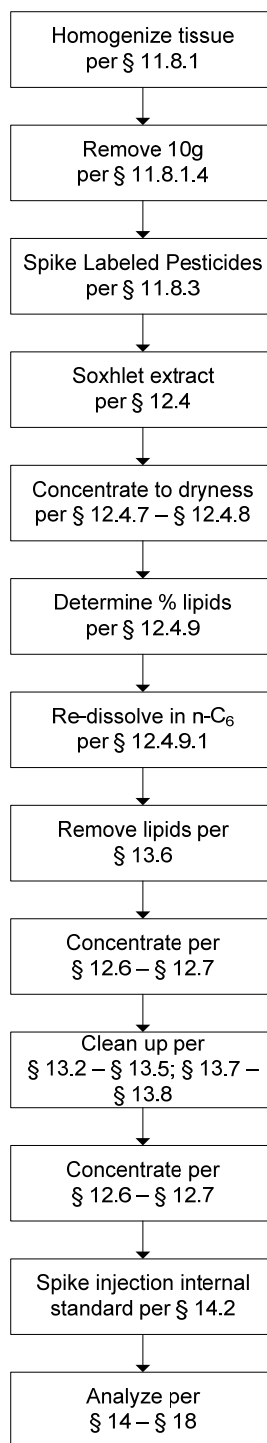 Homogenize tissue
per § 11.8.1
Remove 10g
per § 11.8.1.4
Spike Labeled Pesticides
per § 11.8.3
Soxhlet extract
per § 12.4
Concentrate to dryness
per § 12.4.7 – § 12.4.8
Determine % lipids
per § 12.4.9
Re-dissolve in n-C₆
per § 12.4.9.1
Remove lipids per
§ 13.6
Concentrate per
§ 12.6 – § 12.7
Clean up per
§ 13.2 – § 13.5; § 13.7 –
§ 13.8
Concentrate per
§ 12.6 – § 12.7
Spike injection internal
standard per § 14.2
Analyze per
§ 14 – § 18